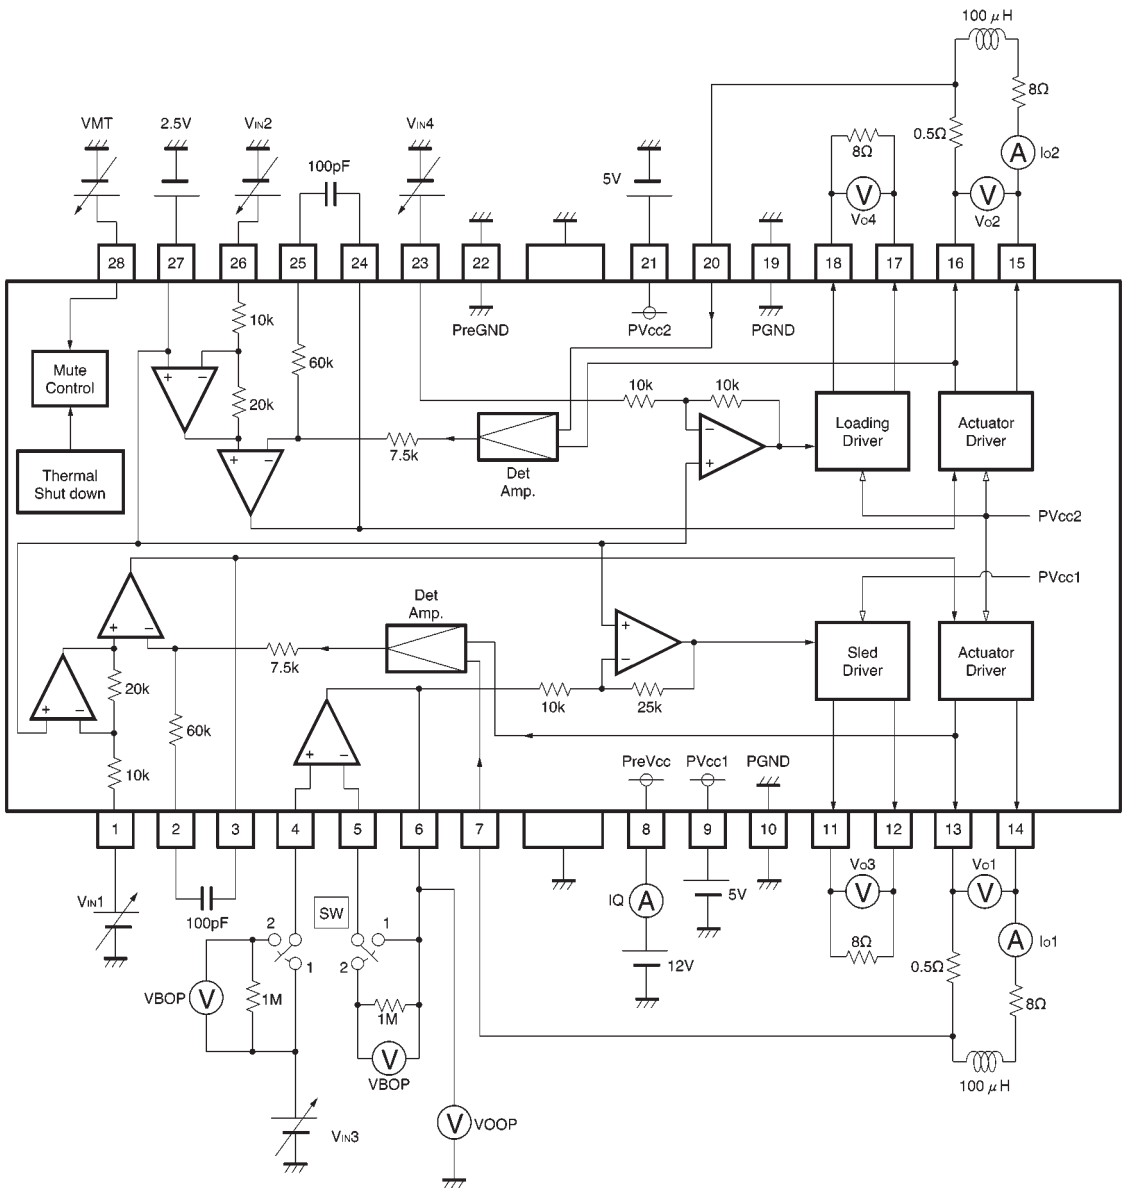 100 μH
8Ω
0.5Ω
A
Io2
V
Vo2
VMT
2.5V
VIN2
100pF
VIN4
5V
8Ω
V
Vo4
28
27
26
25
24
23
22
21
20
19
18
17
16
15
PreGND
PVcc2
PGND
10k
60k
Mute
Control
+
−
20k
10k
10k
Loading
Driver
Actuator
Driver
+
−
7.5k
Det
Amp.
−
+
Thermal
Shut down
PVcc2
PVcc1
Det
Amp.
+
−
7.5k
+
−
Sled
Driver
Actuator
Driver
20k
+
−
60k
10k
25k
10k
+
−
PreVcc
PVcc1
PGND
1
2
3
4
5
6
7
8
9
10
11
12
13
14
VIN1
100pF
SW
2
1
1
2
IQ
A
5V
12V
Vo3
V
8Ω
Vo1
V
A
Io1
0.5Ω
8Ω
100 μH
VBOP
V
1M
1M
V
VBOP
VIN3
V
VOOP